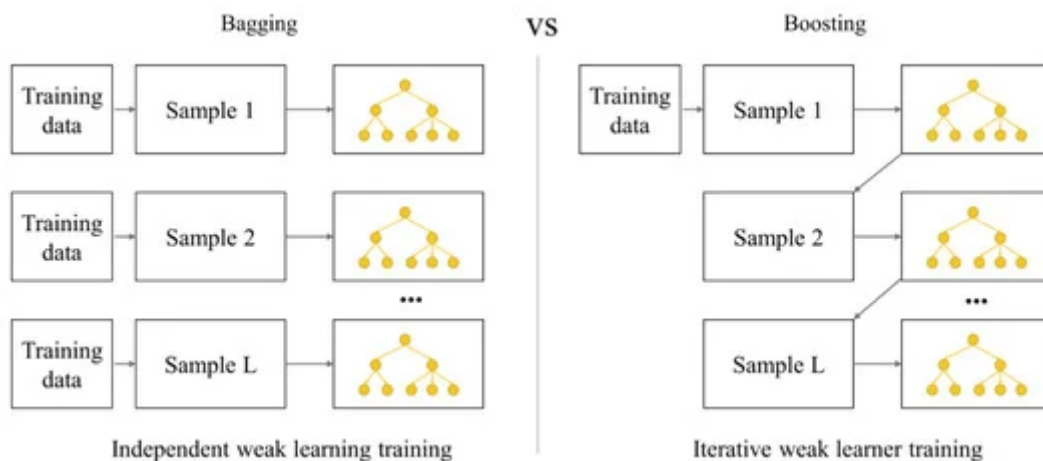 Bagging
VS
Boosting
Training
data
Sample 1
Training
data
Sample 2
...
Training
data
Sample L
Independent weak learning training
Training
data
Sample 1
Sample 2
...
Sample L
Iterative weak learner training